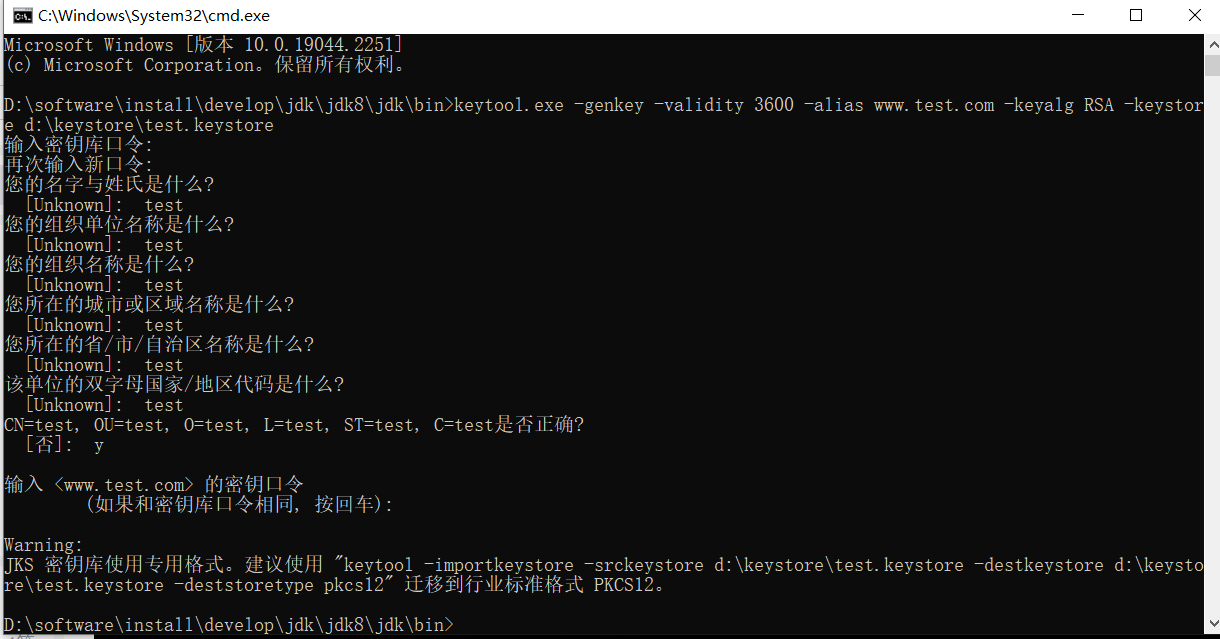 C:\Windows\System32\cmd.exe
Microsoft Windows [版本 10.0.19044.2251]
(c) Microsoft Corporation。保留所有权利。
D:\software\install\develop\jdk\jdk8\jdk\bin>keytool.exe -genkey -validity 3600 -alias www.test.com -keyalg RSA -keystor
e d:\keystore\test.keystore
输入密钥库口令:
再次输入新口令:
您的名字与姓氏是什么?
[Unknown]:  test
您的组织单位名称是什么?
[Unknown]:  test
您的组织名称是什么?
[Unknown]:  test
您所在的城市或区域名称是什么?
[Unknown]:  test
您所在的省/市/自治区名称是什么?
[Unknown]:  test
该单位的双字母国家/地区代码是什么?
[Unknown]:  test
CN=test, OU=test, O=test, L=test, ST=test, C=test是否正确?
[否]:  y
输入 <www.test.com> 的密钥口令
(如果和密钥库口令相同, 按回车):
Warning:
JKS 密钥库使用专用格式。建议使用 "keytool -importkeystore -srckeystore d:\keystore\test.keystore -destkeystore d:\keysto
re\test.keystore -deststoretype pkcs12" 迁移到行业标准格式 PKCS12。
D:\software\install\develop\jdk\jdk8\jdk\bin>